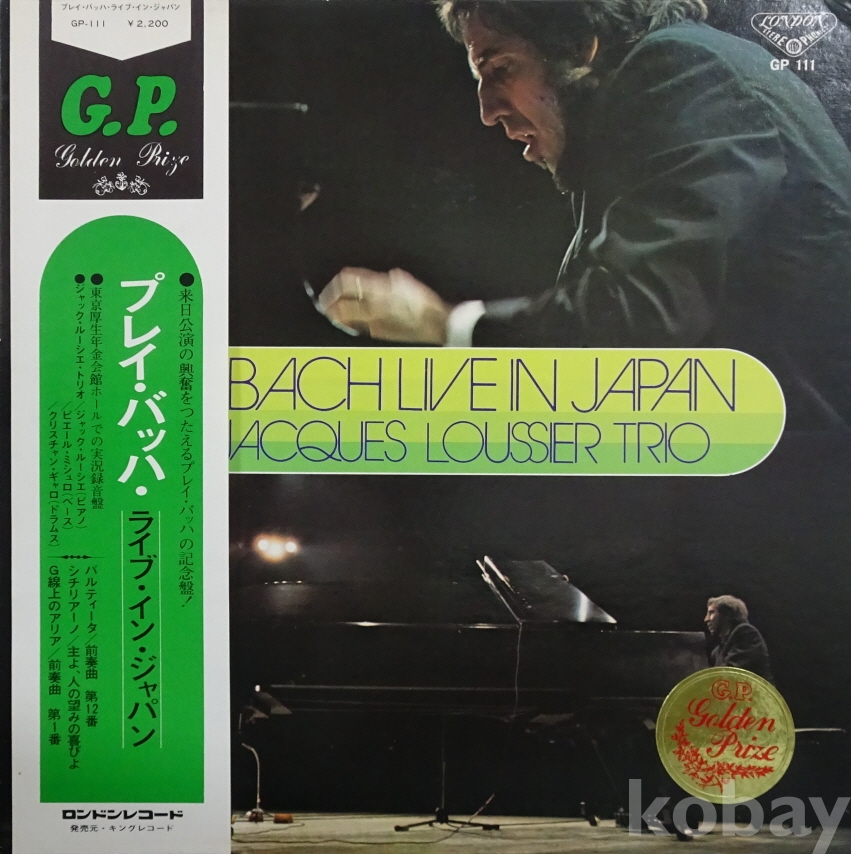 プレイ・バッハ・ライブ・イン・ジャパン
GP-111 ￥2,200
G.P.
Golden Prize
●来日公演の興奮をつたえるプレイ・バッハの記念盤!
プレイ・バッハ・ライブ・イン・ジャパン
●東京厚生年金会館ホールでの実況録音盤
●ジャック・ルーシエ・トリオ/ジャック・ルーシエ(ピアノ)
/ピエール・ミシュロ(ベース)
/クリスチャン・ギャロ(ドラムス)
パルティータ/前奏曲 第12番
シチリアーノ/主よ、人の望みの喜びよ
G線上のアリア/前奏曲 第1番
ロンドンレコード
発売元・キングレコード
LONDON
GP 111
BACH LIVE IN JAPAN
JACQUES LOUSSIER TRIO
G.P.
Golden
Prize
kobay